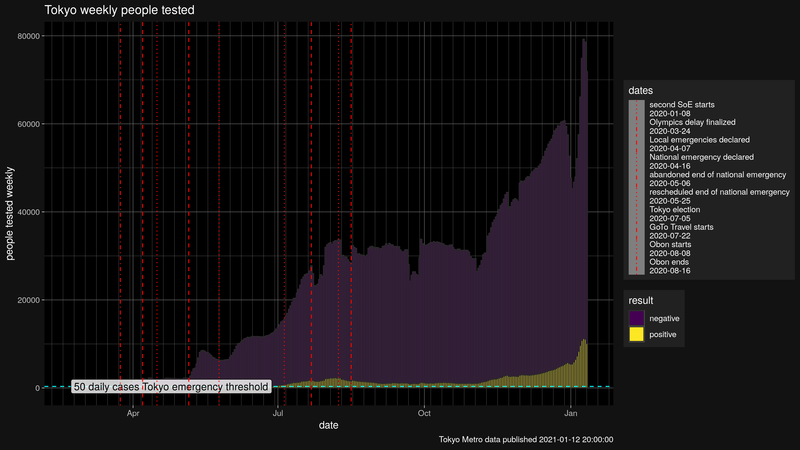 Tokyo weekly people tested
people tested weekly
80000
60000
40000
20000
0
50 daily cases Tokyo emergency threshold
Apr
Jul
Oct
Jan
date
Tokyo Metro data published 2021-01-12 20:00:00
dates
second SoE starts
2020-01-08
Olympics delay finalized
2020-03-24
Local emergencies declared
2020-04-07
National emergency declared
2020-04-16
abandoned end of national emergency
2020-05-06
rescheduled end of national emergency
2020-05-25
Tokyo election
2020-07-05
GoTo Travel starts
2020-07-22
Obon starts
2020-08-08
Obon ends
2020-08-16
result
negative
positive